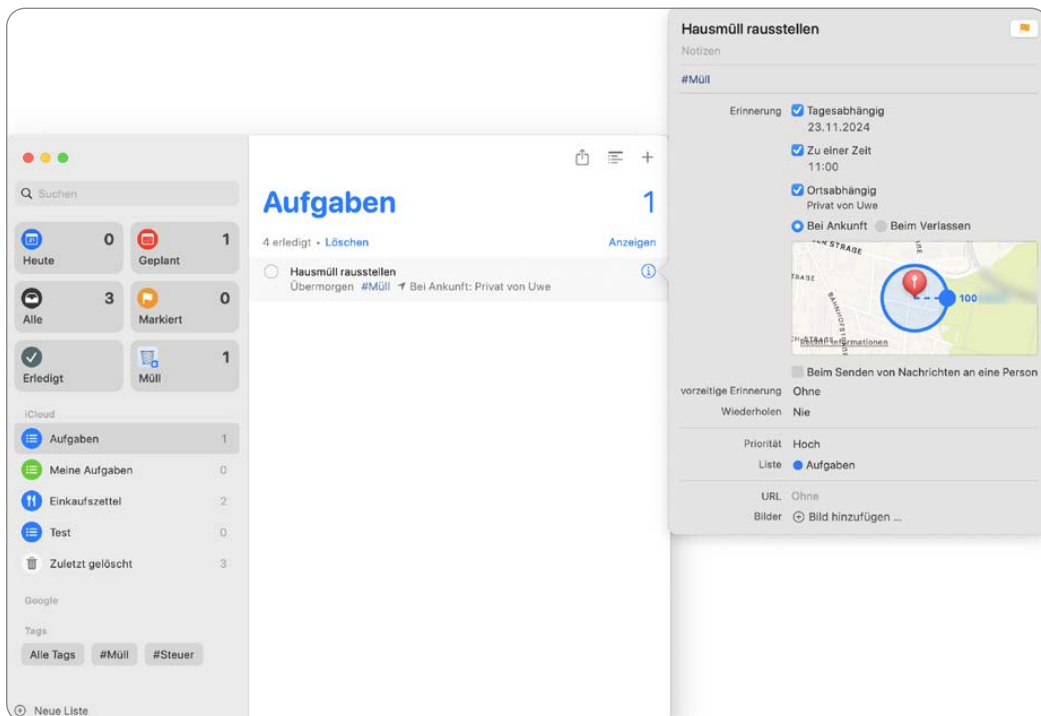 Suchen
0
Heute
1
Geplant
3
Alle
0
Markiert
Erledigt
1
Müll
iCloud
Aufgaben 1
Meine Aufgaben 0
Einkaufszettel 2
Test 0
Zuletzt gelöscht 3
Google
Tags
Alle Tags #Müll #Steuer
Neue Liste
Aufgaben 1
4 erledigt • Löschen Anzeigen
Hausmüll rausstellen
Übermorgen #Müll Bei Ankunft: Privat von Uwe
Hausmüll rausstellen
Notizen
#Müll
Erinnerung Tagesabhängig
23.11.2024
Zu einer Zeit
11:00
Ortsabhängig
Privat von Uwe
Bei Ankunft Beim Verlassen
STRAßE
BAHNHOFSTRAßE
100
Rechtl. Informationen
Beim Senden von Nachrichten an eine Person
vorzeitige Erinnerung Ohne
Wiederholen Nie
Priorität Hoch
Liste Aufgaben
URL Ohne
Bilder Bild hinzufügen ...